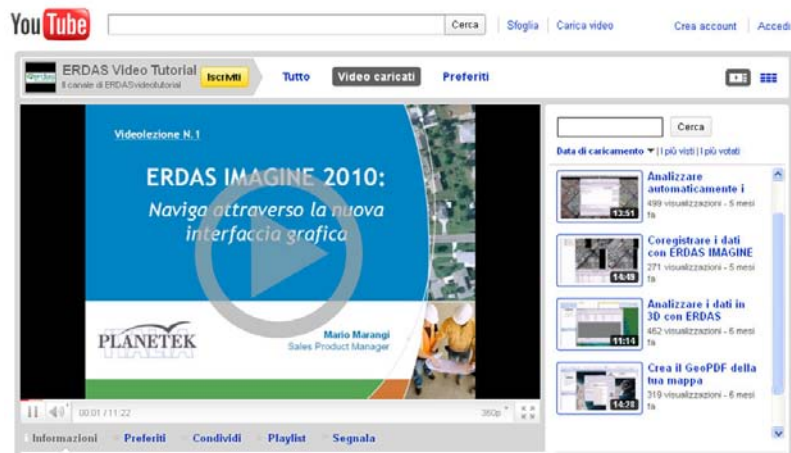 YouTube
Cerca
Sfoglia
Carica video
Crea account
Accedi
ERDAS Video Tutorial
Il canale di ERDASvideotutorial
Iscriviti
Tutto
Video caricati
Preferiti
Videolezione N.1
ERDAS IMAGINE 2010:
Naviga attraverso la nuova
interfaccia grafica
PLANETEK
ITALIA
Mario Marangi
Sales Product Manager
00:01 / 11:22
360p
Informazioni
Preferiti
Condividi
Playlist
Segnala
Cerca
Data di caricamento ▼ | I più visti | I più votati
Analizzare
automaticamente i
499 visualizzazioni - 5 mesi
fa
13:51
Coregistrare i dati
con ERDAS IMAGINE
271 visualizzazioni - 5 mesi
fa
14:49
Analizzare i dati in
3D con ERDAS
462 visualizzazioni - 5 mesi
fa
11:14
Crea il GeoPDF della
tua mappa
319 visualizzazioni - 6 mesi
fa
14:28